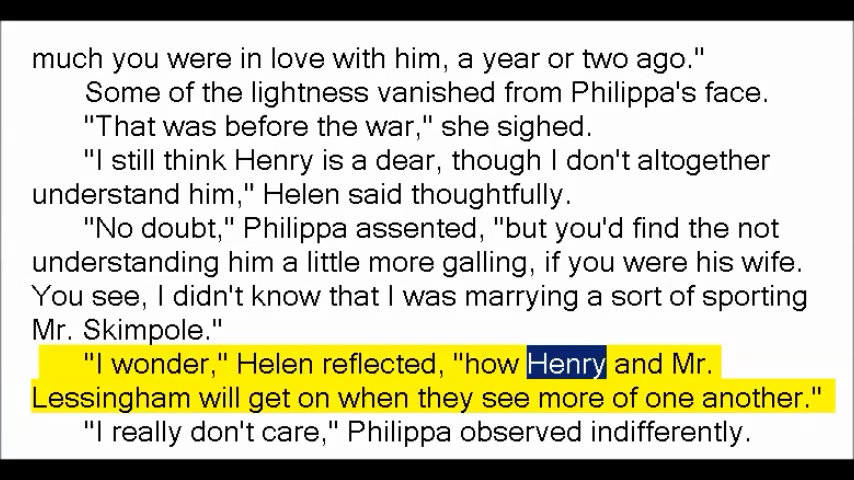 much you were in love with him, a year or two ago."
Some of the lightness vanished from Philippa's face.
"That was before the war," she sighed.
"I still think Henry is a dear, though I don't altogether
understand him," Helen said thoughtfully.
"No doubt," Philippa assented, "but you'd find the not
understanding him a little more galling, if you were his wife.
You see, I didn't know that I was marrying a sort of sporting
Mr. Skimpole."
"I wonder," Helen reflected, "how Henry and Mr.
Lessingham will get on when they see more of one another."
"I really don't care," Philippa observed indifferently.